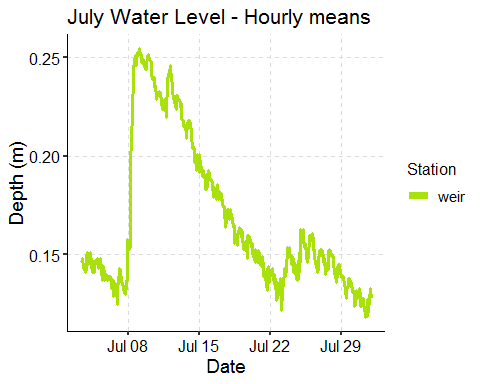 July Water Level - Hourly means
Depth (m)
0.25
0.20
0.15
Jul 08 Jul 15 Jul 22 Jul 29
Date
Station
weir